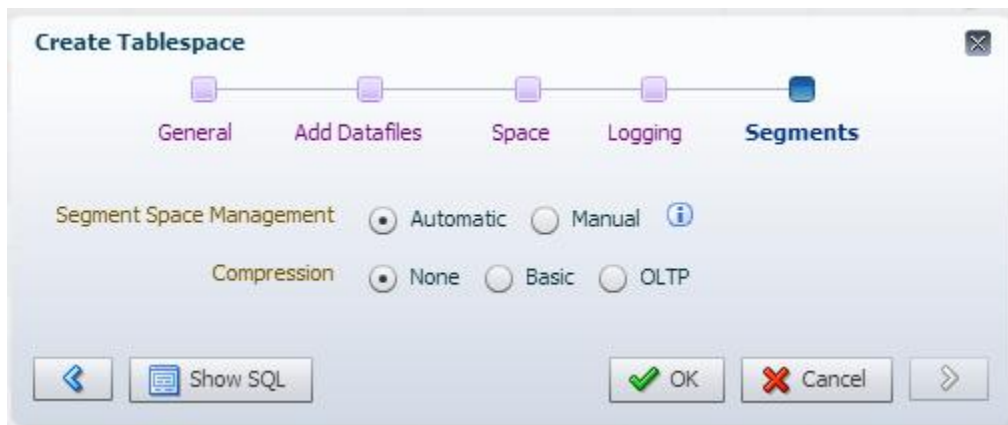 Create Tablespace
General Add Datafiles Space Logging Segments
Segment Space Management Automatic Manual
Compression None Basic OLTP
Show SQL OK Cancel